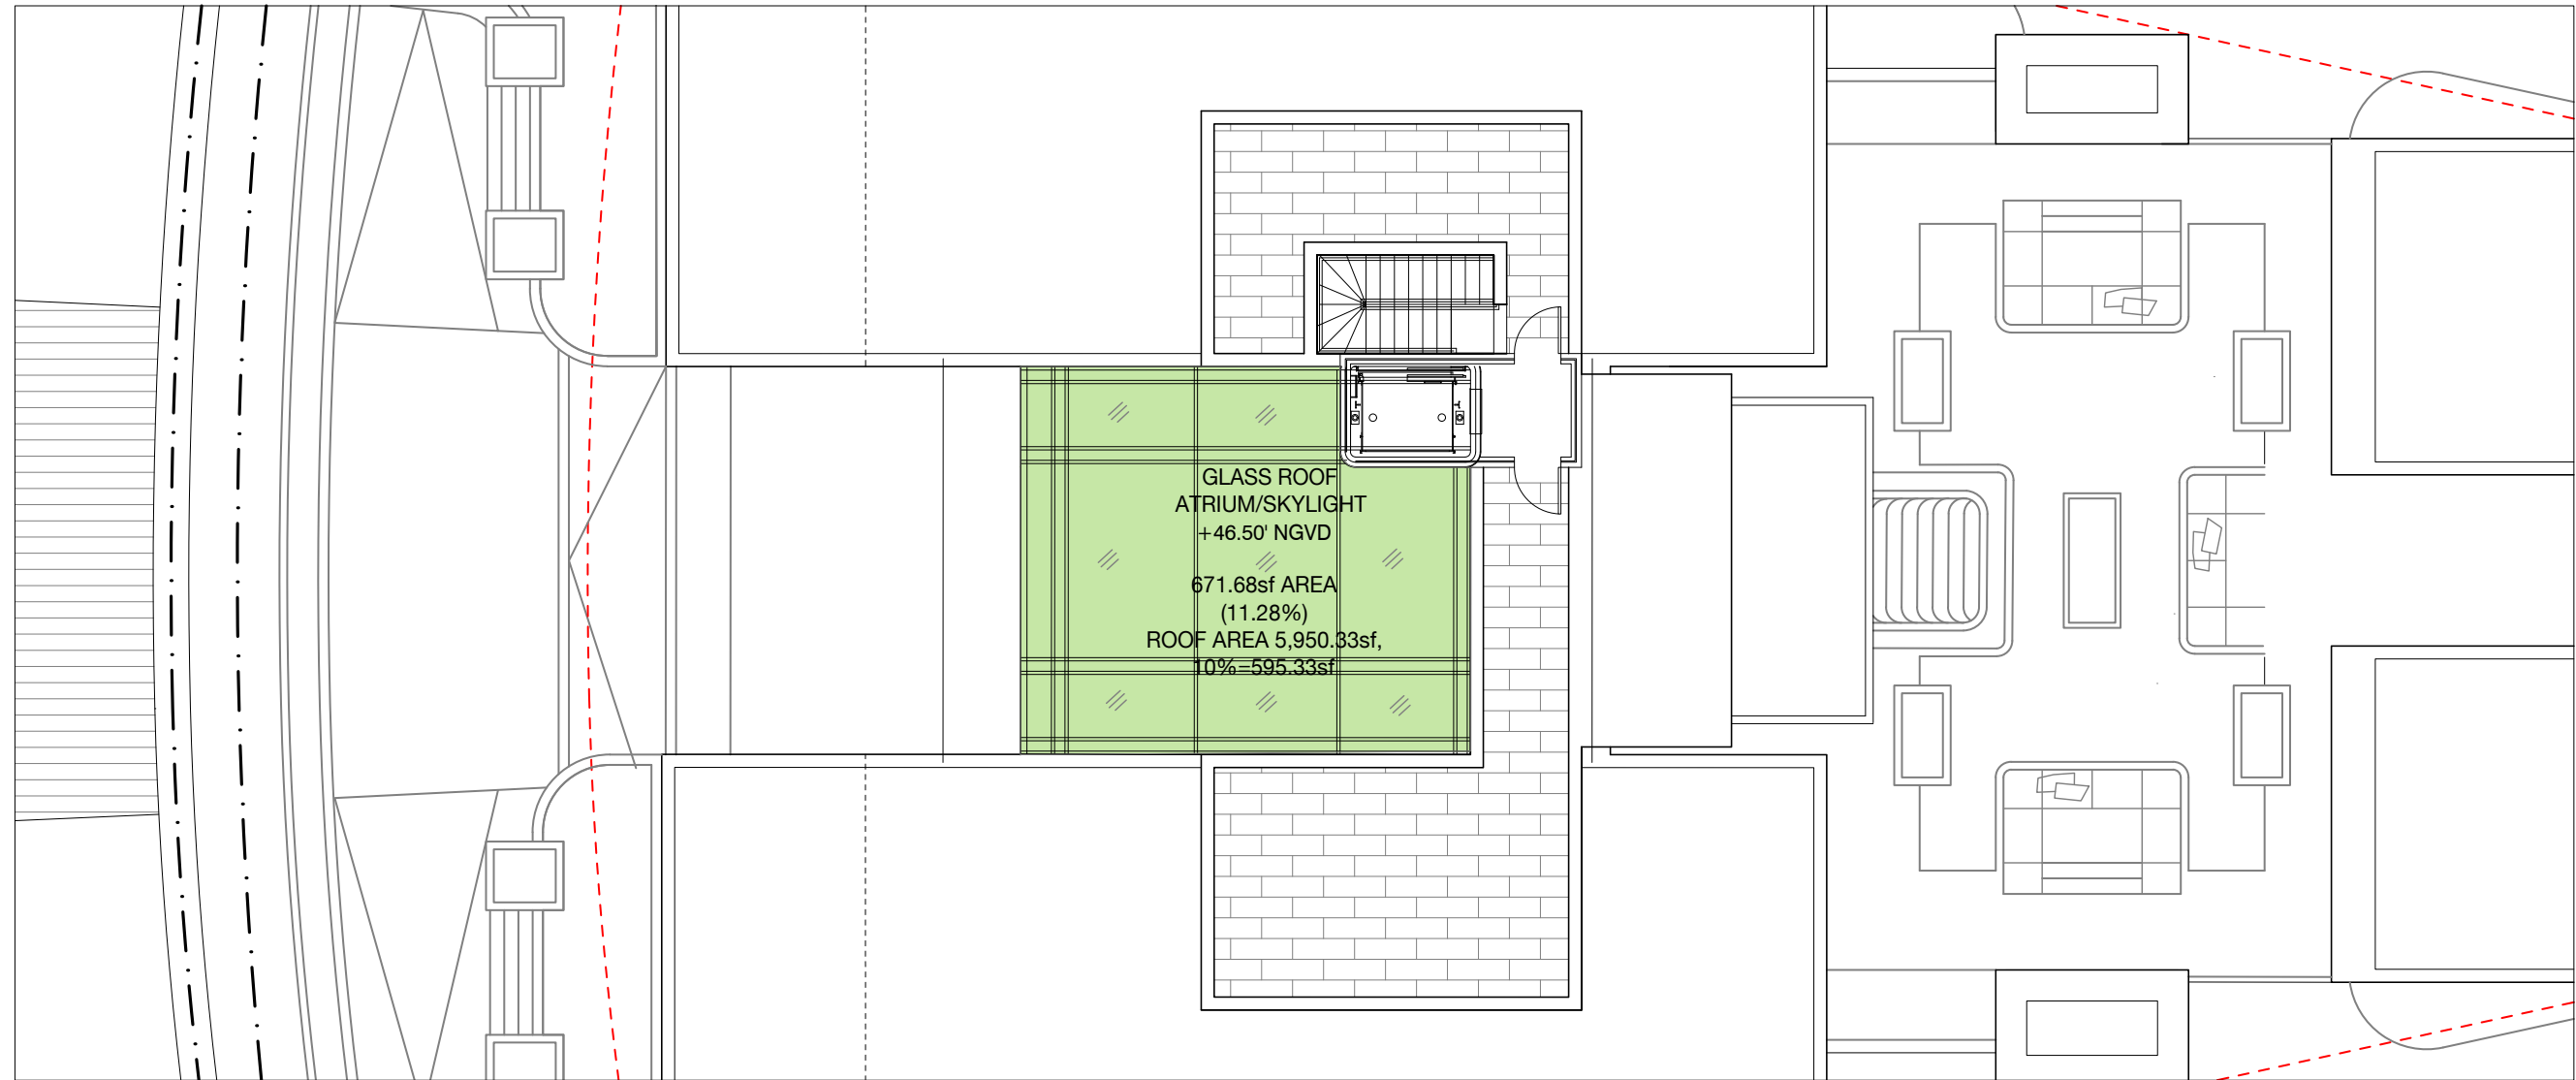 GLASS ROOF
ATRIUM/SKYLIGHT
+46.50' NGVD
671.68sf AREA
(11.28%)
ROOF AREA 5,950.33sf,
10%=595.33sf